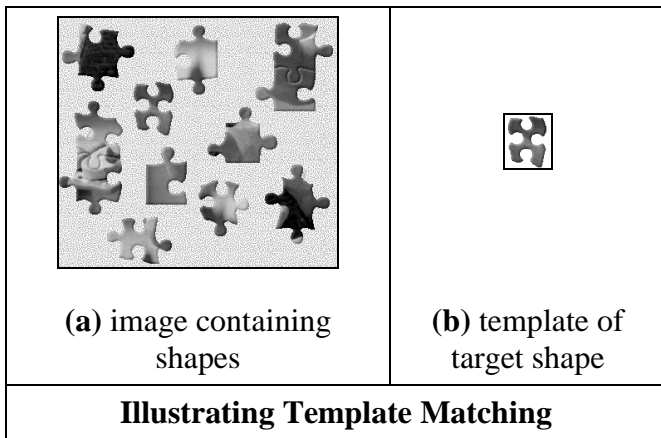 (a) image containing
shapes
(b) template of
target shape
Illustrating Template Matching